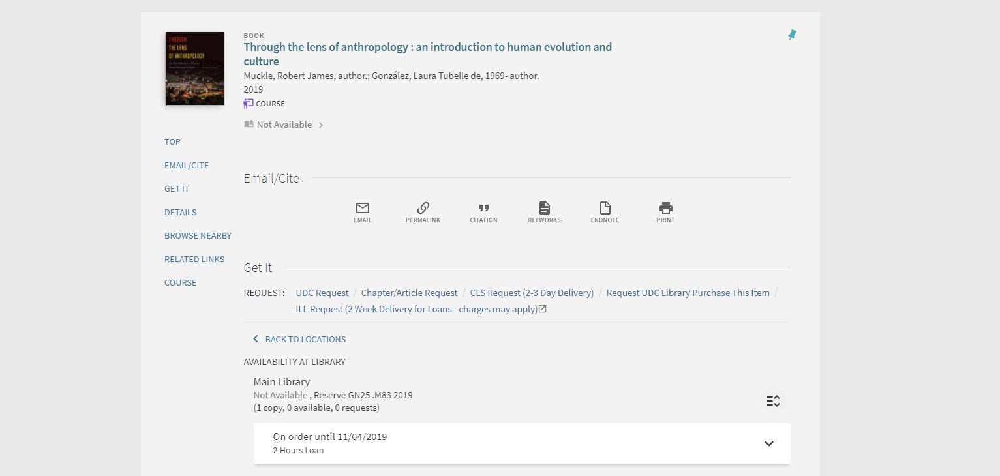 THROUGH
THE LENS
OF ANTHROPOLOGY
BOOK
Through the lens of anthropology : an introduction to human evolution and
culture
Muckle, Robert James, author.; González, Laura Tubelle de, 1969- author.
2019
COURSE
Not Available
TOP
EMAIL/CITE
GET IT
DETAILS
BROWSE NEARBY
RELATED LINKS
COURSE
Email/Cite
EMAIL
PERMALINK
CITATION
REFWORKS
ENDNOTE
PRINT
Get It
REQUEST: UDC Request / Chapter/Article Request / CLS Request (2-3 Day Delivery) / Request UDC Library Purchase This Item /
ILL Request (2 Week Delivery for Loans - charges may apply)
BACK TO LOCATIONS
AVAILABILITY AT LIBRARY
Main Library
Not Available , Reserve GN25 .M83 2019
(1 copy, 0 available, 0 requests)
On order until 11/04/2019
2 Hours Loan